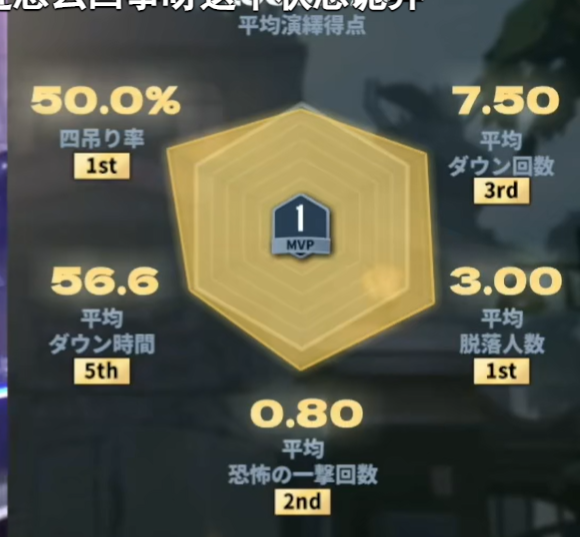 平均演繹得点
50.0%
四吊り率
1st
7.50
平均
ダウン回数
3rd
1
MVP
56.6
平均
ダウン時間
5th
3.00
平均
脱落人数
1st
0.80
平均
恐怖の一撃回数
2nd